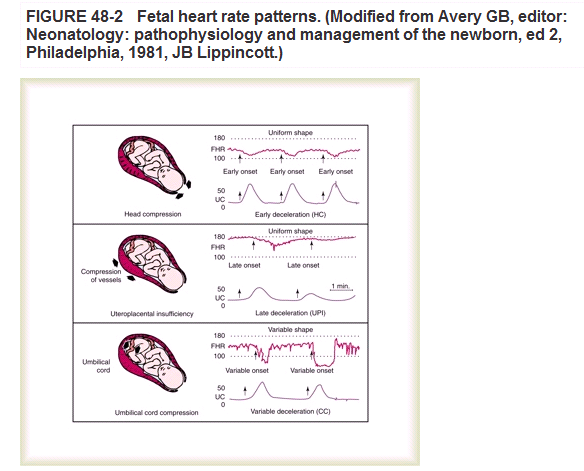 FIGURE 48-2 Fetal heart rate patterns. (Modified from Avery GB, editor:
Neonatology: pathophysiology and management of the newborn, ed 2,
Philadelphia, 1981, JB Lippincott.)
Uniform shape
180
FHR
100
Early onset Early onset Early onset
50
UC
0
Head compression
Early deceleration (HC)
Uniform shape
180
FHR
100
Late onset Late onset
Compression
of vessels
1 min.
50
UC
0
Uteroplacental insufficiency
Late deceleration (UPI)
Variable shape
180
FHR
100
Umbilical
cord
Variable onset Variable onset
50
UC
0
Umbilical cord compression
Variable deceleration (CC)